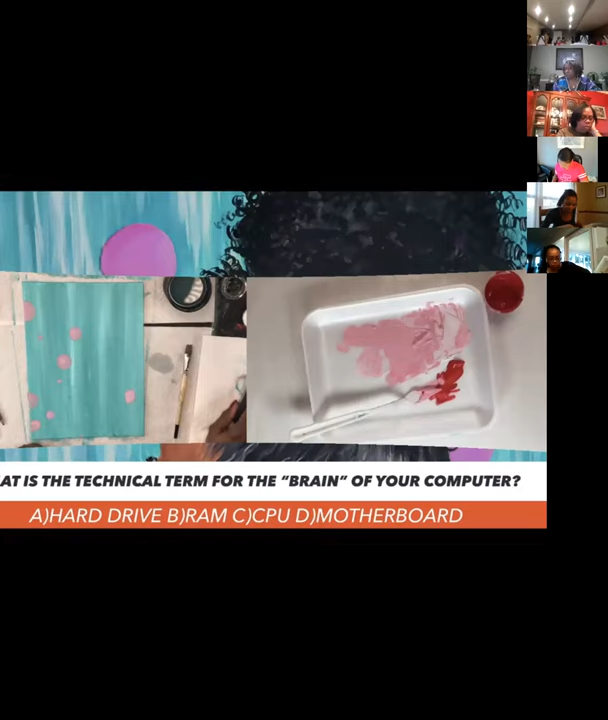 AT IS THE TECHNICAL TERM FOR THE “BRAIN” OF YOUR COMPUTER?
A)HARD DRIVE B)RAM C)CPU D)MOTHERBOARD